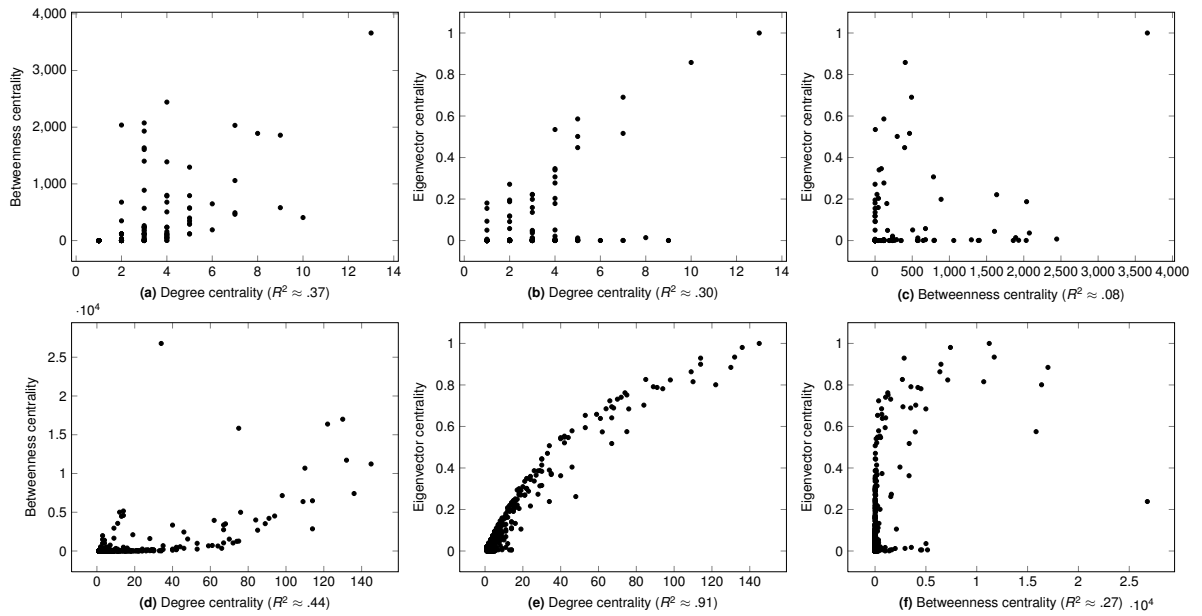 4,000
3,000
2,000
1,000
0
Betweenness centrality
0 2 4 6 8 10 12 14
(a) Degree centrality (R² ≈ .37)
1
0.8
0.6
0.4
0.2
0
Eigenvector centrality
0 2 4 6 8 10 12 14
(b) Degree centrality (R² ≈ .30)
1
0.8
0.6
0.4
0.2
0
Eigenvector centrality
0 500 1,000 1,500 2,000 2,500 3,000 3,500 4,000
(c) Betweenness centrality (R² ≈ .08)
·10⁴
2.5
2
1.5
1
0.5
0
Betweenness centrality
0 20 40 60 80 100 120 140
(d) Degree centrality (R² ≈ .44)
1
0.8
0.6
0.4
0.2
0
Eigenvector centrality
0 20 40 60 80 100 120 140
(e) Degree centrality (R² ≈ .91)
1
0.8
0.6
0.4
0.2
0
Eigenvector centrality
0 0.5 1 1.5 2 2.5
(f) Betweenness centrality (R² ≈ .27) ·10⁴